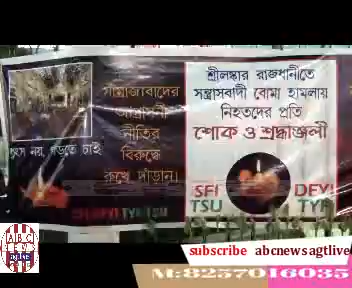 সাম্রাজ্যবাদের
আগ্রাসী
নীতির
বিরুদ্ধে
রুখে দাঁড়ান।
ধ্বংস নয়, গড়তে চাই
শ্রীলঙ্কার রাজধানীতে
সন্ত্রাসবাদী বোমা হামলায়
নিহতদের প্রতি
শোক ও শ্রদ্ধাঞ্জলী
SFI DEYI
TSU TYF
ABC
subscribe abcnewsagtlive
M:8257016035